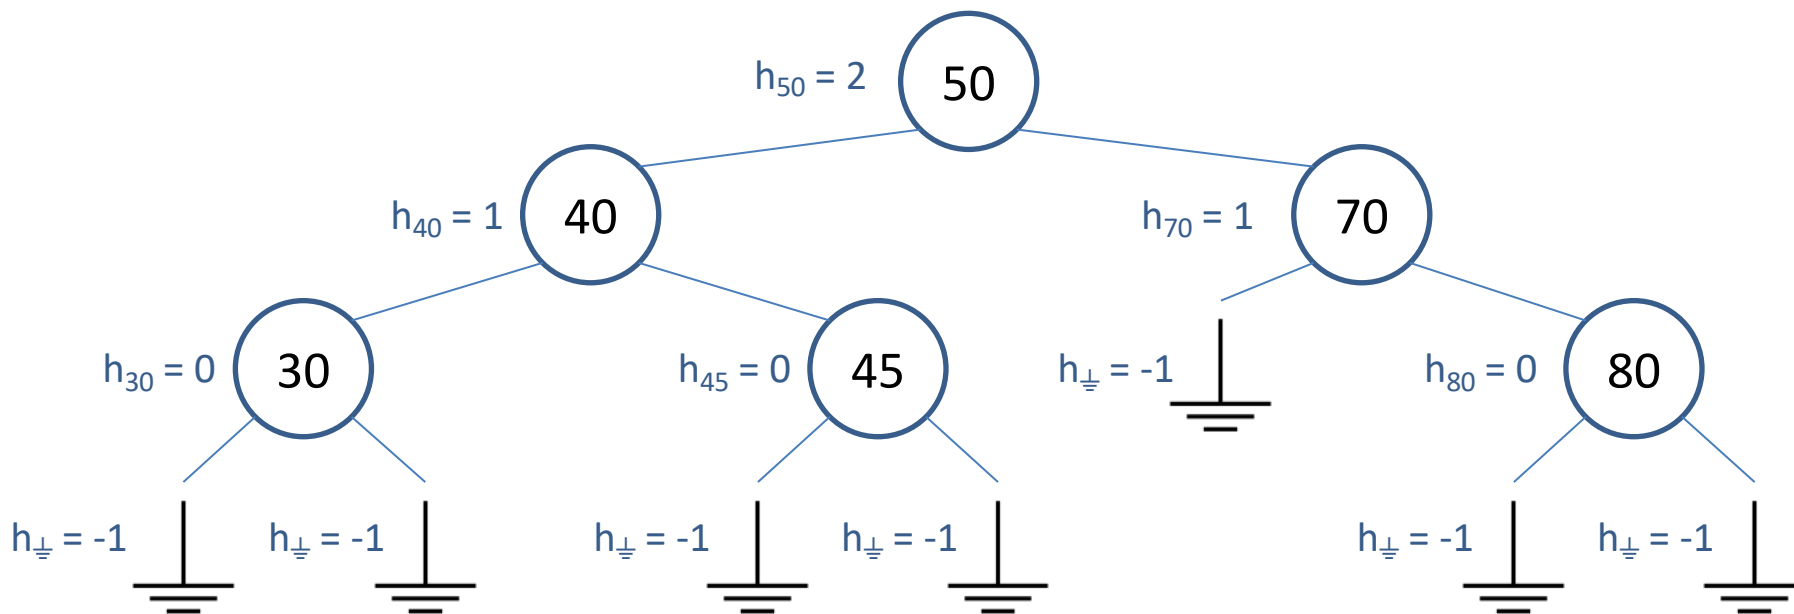 h₅₀ = 2
50
h₄₀ = 1
40
h₇₀ = 1
70
h₃₀ = 0
30
h₄₅ = 0
45
h⏚ = -1
h₈₀ = 0
80
h⏚ = -1
h⏚ = -1
h⏚ = -1
h⏚ = -1
h⏚ = -1
h⏚ = -1